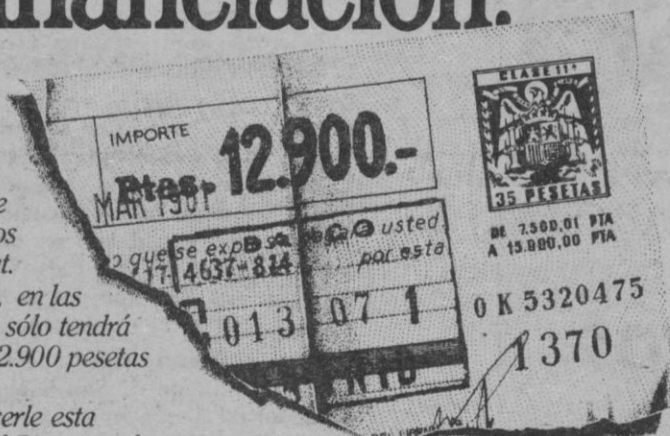 nanciación.
CLASE 11ª
IMPORTE
Ptas. 12.900.-
MAR 1981
35 PESETAS
DE 7.500,01 PTA
A 15.000,00 PTA
que se exp usted
por esta
17 4637-814
013 07 1
0 K 5320475
1370
os
t.
, en las
sólo tendrá
2.900 pesetas
cerle esta